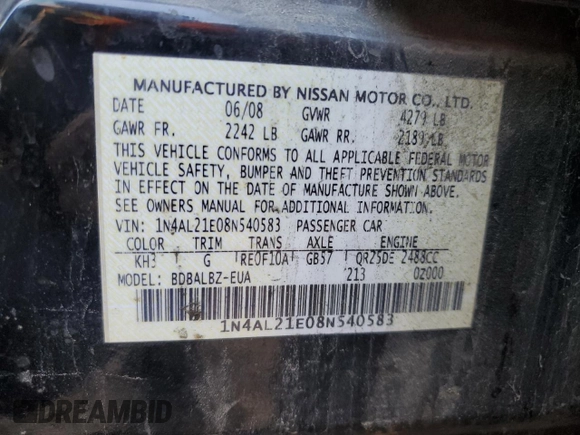 MANUFACTURED BY NISSAN MOTOR CO., LTD.
DATE 06/08 GVWR 4279 LB
GAWR FR. 2242 LB GAWR RR. 2189 LB
THIS VEHICLE CONFORMS TO ALL APPLICABLE FEDERAL MOTOR
VEHICLE SAFETY, BUMPER AND THEFT PREVENTION STANDARDS
IN EFFECT ON THE DATE OF MANUFACTURE SHOWN ABOVE.
SEE OWNERS MANUAL FOR ADDITIONAL INFORMATION.
VIN: 1N4AL21E08N540583 PASSENGER CAR
COLOR TRIM TRANS AXLE ENGINE
KH3 G RE0F10A GB57 QR25DE 2488CC
MODEL: BDBALBZ-EUA 213 02000
1N4AL21E08N540583
DREAMBID